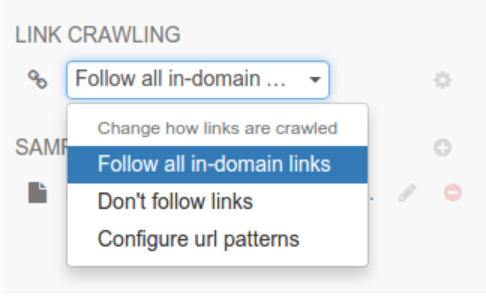 LINK CRAWLING
Follow all in-domain ...
Change how links are crawled
Follow all in-domain links
Don't follow links
Configure url patterns